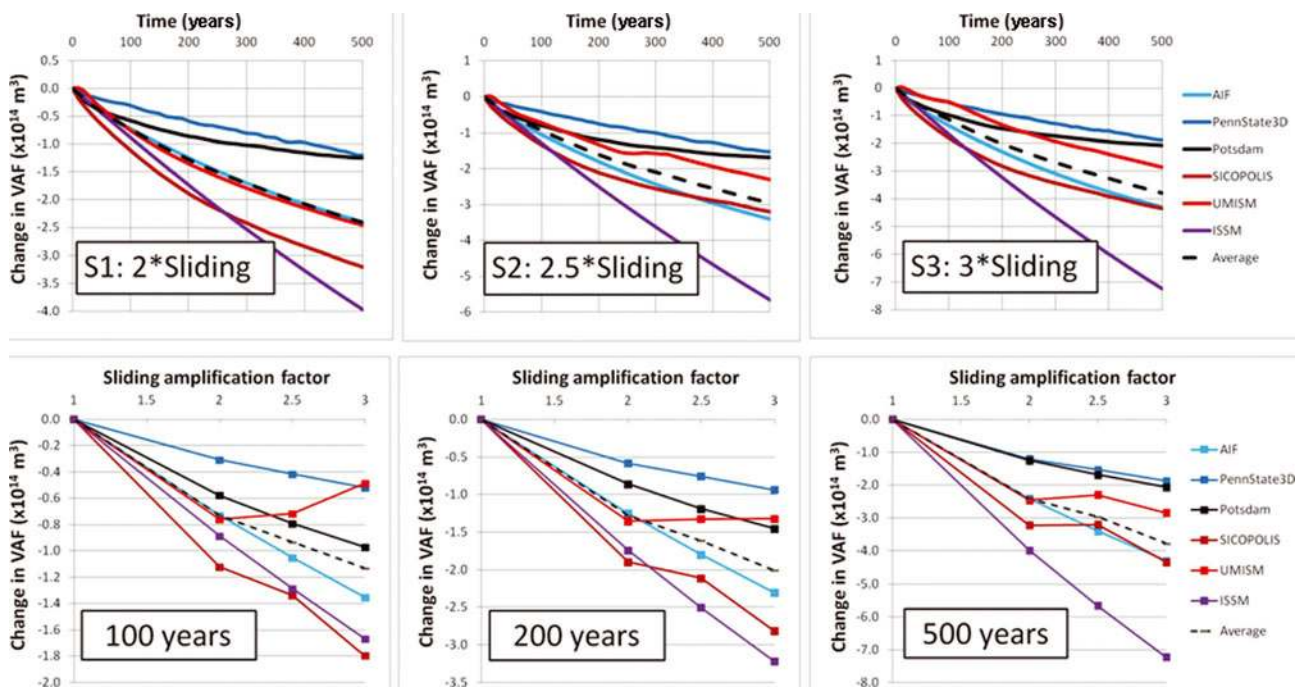 Time (years)
0 100 200 300 400 500
0.5
0.0
-0.5
-1.0
-1.5
-2.0
-2.5
-3.0
-3.5
-4.0
Change in VAF (x10¹⁴ m³)
S1: 2*Sliding
Time (years)
0 100 200 300 400 500
1
0
-1
-2
-3
-4
-5
-6
Change in VAF (x10¹⁴ m³)
S2: 2.5*Sliding
Time (years)
0 100 200 300 400 500
1
0
-1
-2
-3
-4
-5
-6
-7
-8
Change in VAF (x10¹⁴ m³)
S3: 3*Sliding
AIF
PennState3D
Potsdam
SICOPOLIS
UMISM
ISSM
Average
Sliding amplification factor
1 1.5 2 2.5 3
0.0
-0.2
-0.4
-0.6
-0.8
-1.0
-1.2
-1.4
-1.6
-1.8
-2.0
Change in VAF (x10¹⁴ m³)
100 years
Sliding amplification factor
1 1.5 2 2.5 3
0.0
-0.5
-1.0
-1.5
-2.0
-2.5
-3.0
-3.5
Change in VAF (x10¹⁴ m³)
200 years
Sliding amplification factor
1 1.5 2 2.5 3
0.0
-1.0
-2.0
-3.0
-4.0
-5.0
-6.0
-7.0
-8.0
Change in VAF (x10¹⁴ m³)
500 years
AIF
PennState3D
Potsdam
SICOPOLIS
UMISM
ISSM
Average